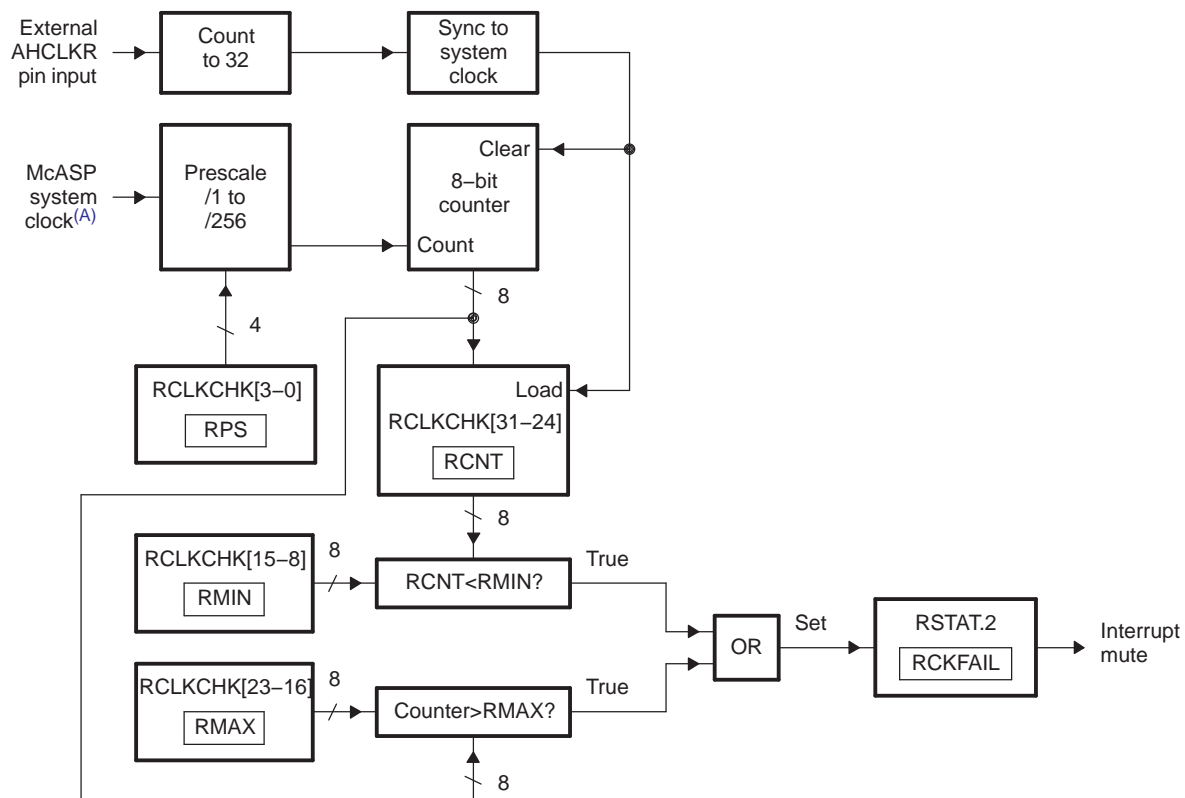 External
AHCLKR
pin input
Count
to 32
Sync to
system
clock
McASP
system
clock(A)
Prescale
/1 to
/256
Clear
8–bit
counter
Count
8
4
RCLKCHK[3–0]
RPS
Load
RCLKCHK[31–24]
RCNT
8
RCLKCHK[15–8]
RMIN
8
RCNT<RMIN?
True
RCLKCHK[23–16]
RMAX
8
Counter>RMAX?
True
8
OR
Set
RSTAT.2
RCKFAIL
Interrupt
mute